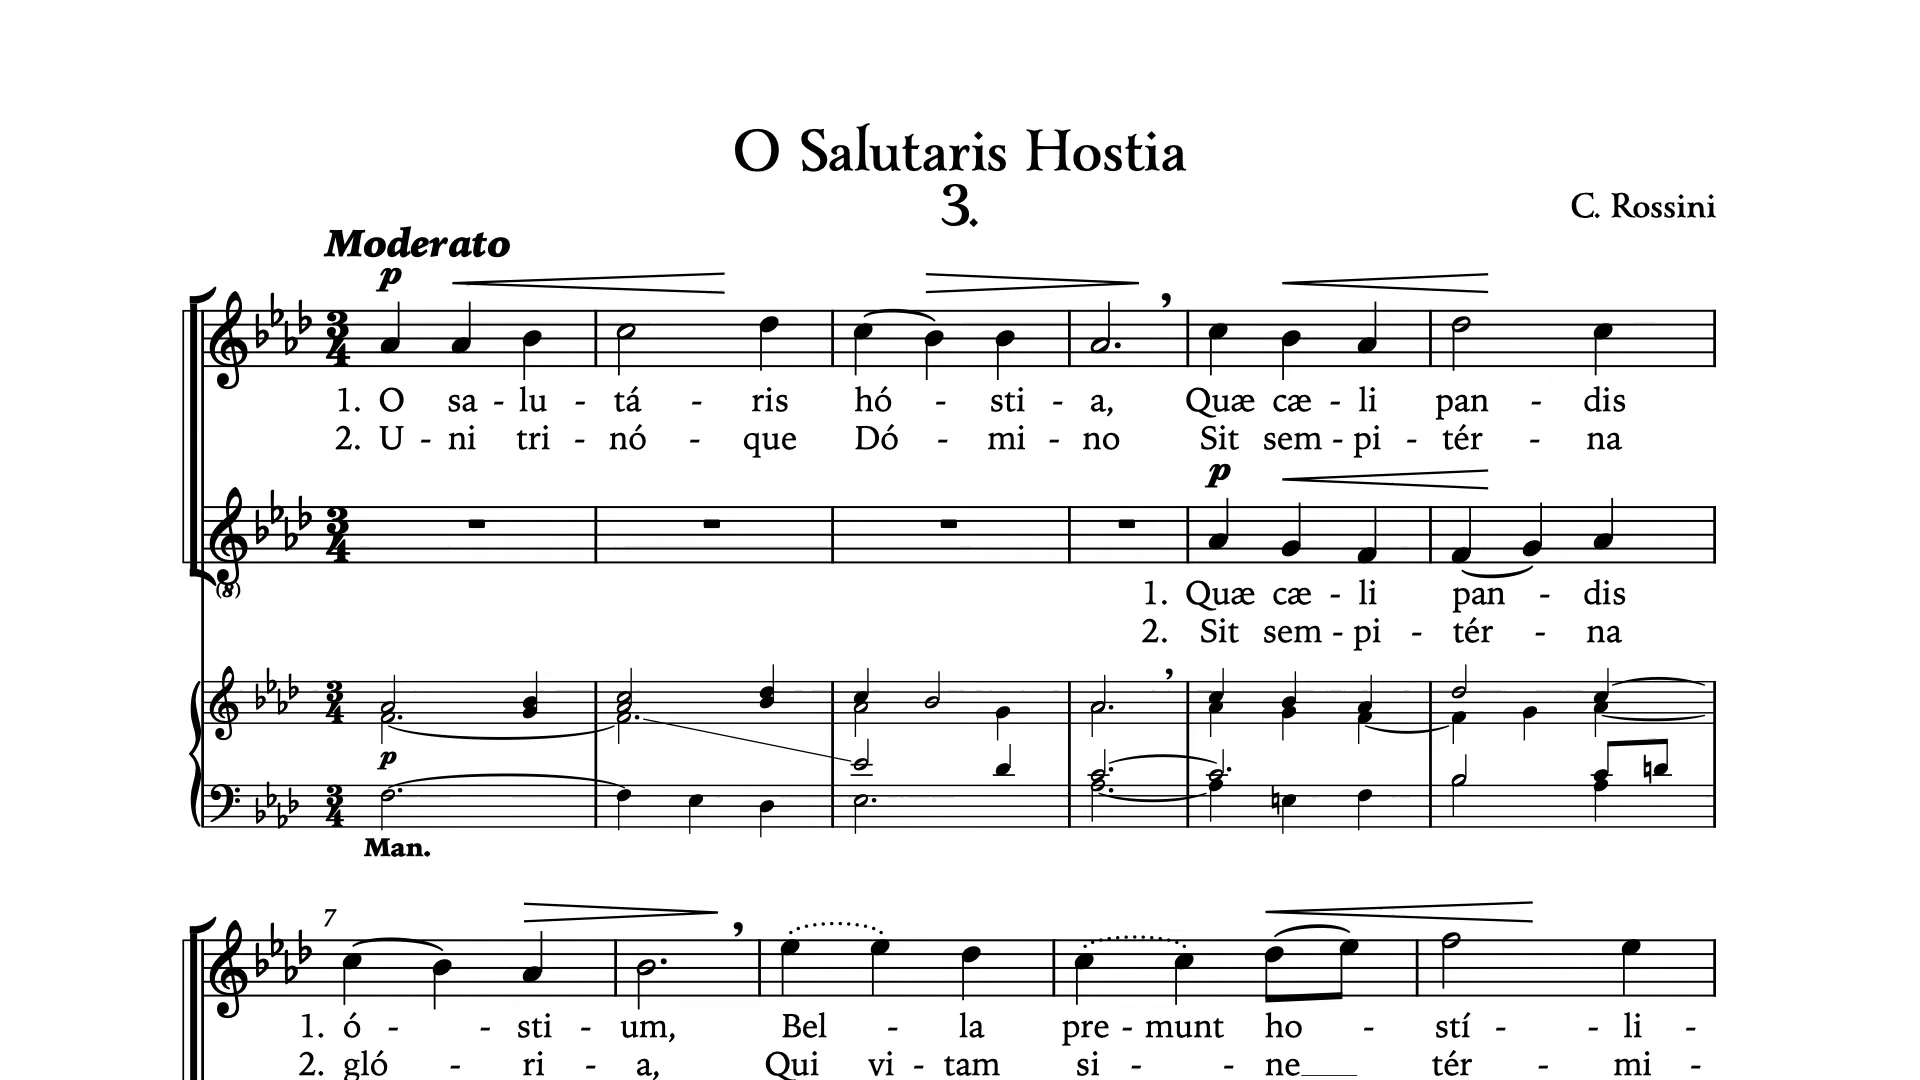 O Salutaris Hostia
3.
C. Rossini
Moderato
p
1. O sa - lu - tá - ris hó - sti - a, Quæ cæ - li pan - dis
2. U - ni tri - nó - que Dó - mi - no Sit sem - pi - tér - na
p
1. Quæ cæ - li pan - dis
2. Sit sem - pi - tér - na
p
Man.
7
1. ó - - sti - um, Bel - la pre - munt ho - stí - - li -
2. gló - ri - a, Qui vi - tam si - - ne___ tér - mi -